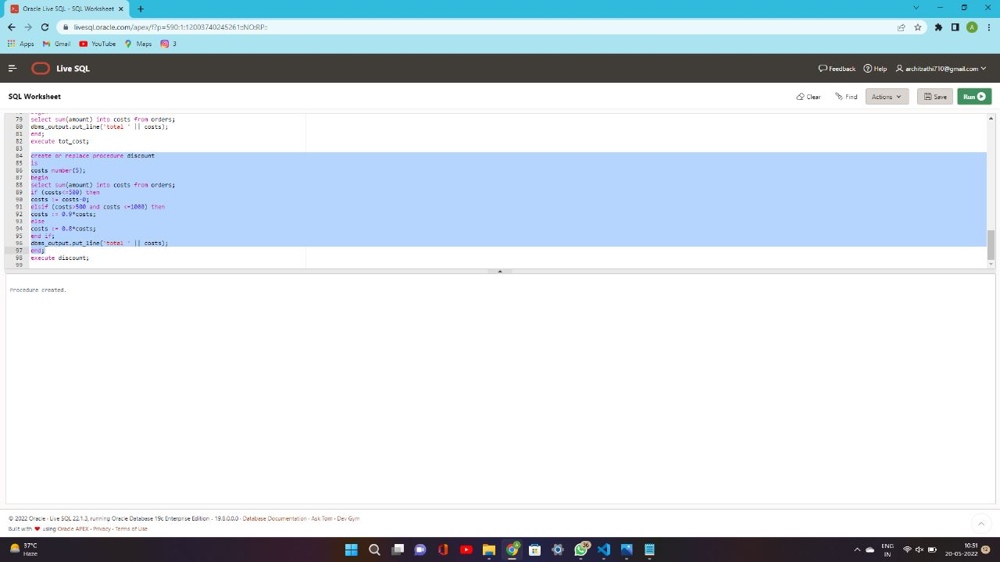 Oracle Live SQL - SQL Worksheet
livesql.oracle.com/apex/f?p=590:1:12003740245261::NO:RP::
Apps Gmail YouTube Maps 3
Live SQL Feedback Help architrathi710@gmail.com
SQL Worksheet Clear Find Actions Save Run
79 select sum(amount) into costs from orders;
80 dbms_output.put_line('total ' || costs);
81 end;
82 execute tot_cost;
83
84 create or replace procedure discount
85 is
86 costs number(5);
87 begin
88 select sum(amount) into costs from orders;
89 if (costs<=500) then
90 costs := costs-0;
91 elsif (costs>500 and costs <=1000) then
92 costs := 0.9*costs;
93 else
94 costs := 0.8*costs;
95 end if;
96 dbms_output.put_line('total ' || costs);
97 end;
98 execute discount;
99
Procedure created.
© 2022 Oracle · Live SQL 22.1.3, running Oracle Database 19c Enterprise Edition - 19.8.0.0.0 · Database Documentation · Ask Tom · Dev Gym
Built with ❤ using Oracle APEX · Privacy · Terms of Use
37°C
Haze
A
36
ENG
IN
10:51
20-05-2022